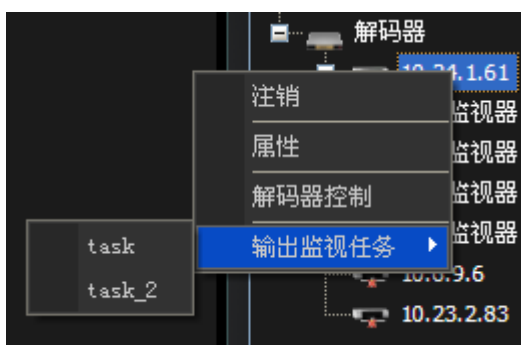 解码器
10.24.1.61
注销
监视器
属性
监视器
解码器控制
监视器
输出监视任务
监视器
task
task_2
10.6.9.6
10.23.2.83